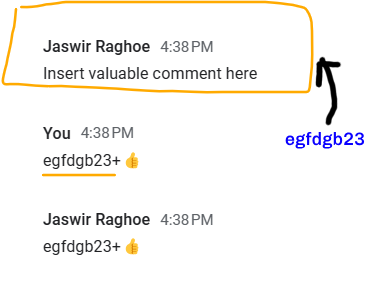 Jaswir Raghoe 4:38 PM
Insert valuable comment here
egfdgb23
You 4:38 PM
egfdgb23+ 👍
Jaswir Raghoe 4:38 PM
egfdgb23+ 👍